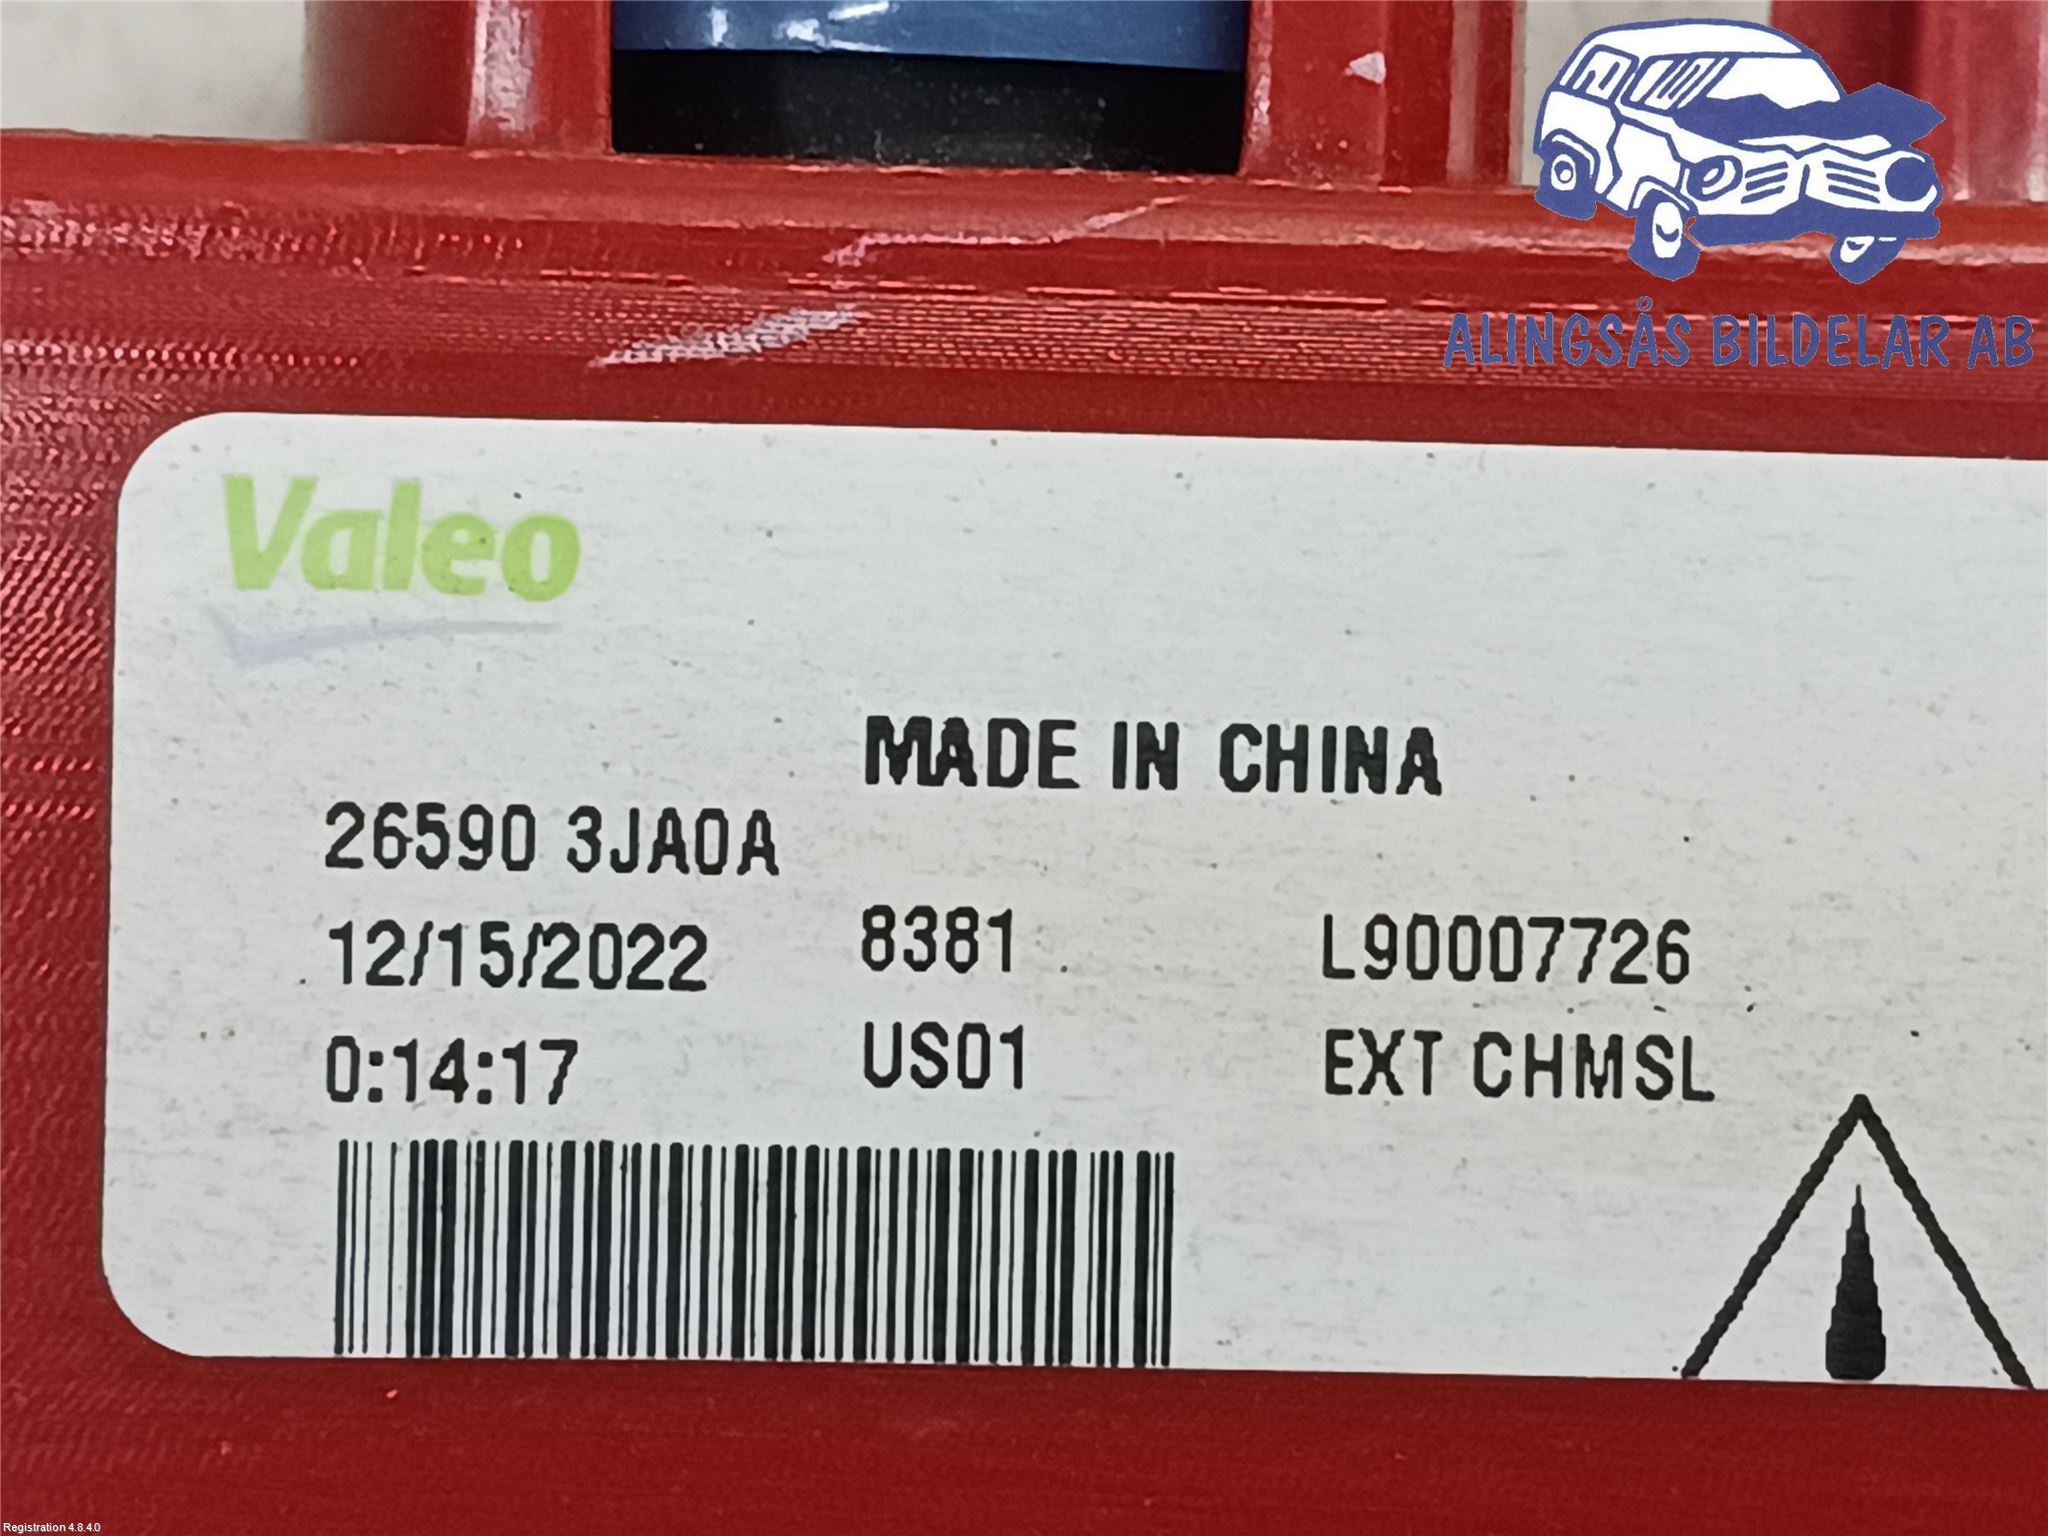 ALINGSÅS BILDELAR AB
Valeo
MADE IN CHINA
26590 3JA0A
12/15/2022 8381 L90007726
0:14:17 US01 EXT CHMSL
Registration 4.8.4.0